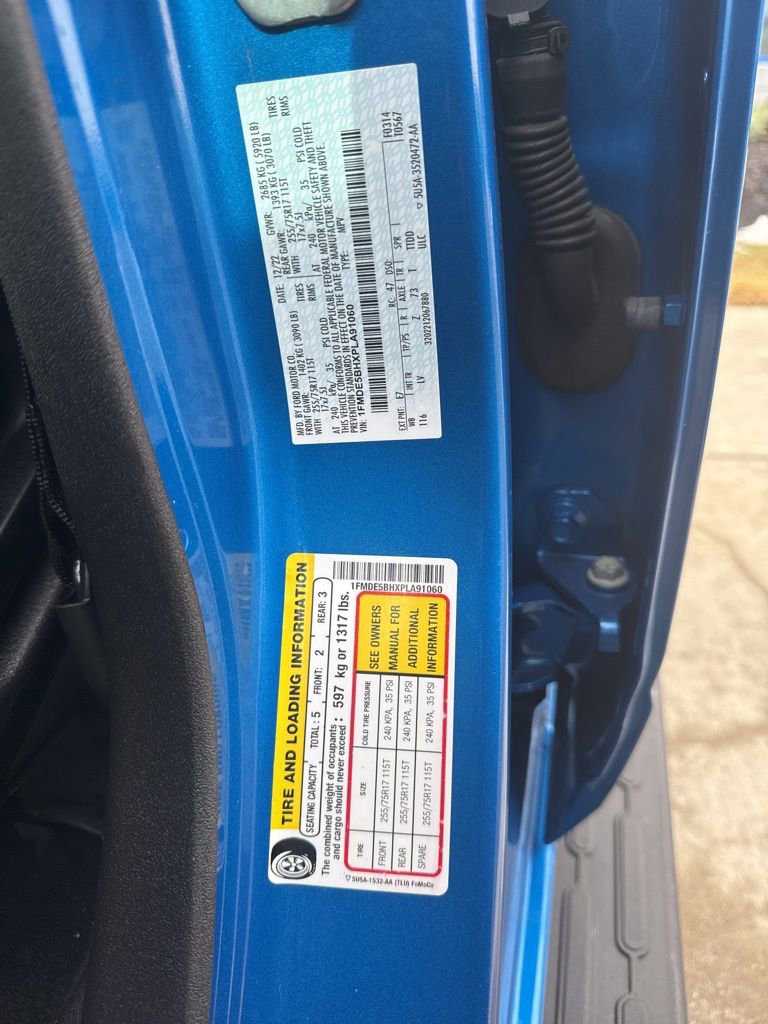 MFD. BY FORD MOTOR CO.
DATE: 12/22 GVWR: 2685 KG ( 5920 LB)
FRONT GAWR: 1402 KG ( 3090 LB) REAR GAWR: 1393 KG ( 3070 LB)
WITH 255/75R17 115T TIRES WITH 255/75R17 115T TIRES
17x7.5J RIMS 17x7.5J RIMS
AT 240 kPa/ 35 PSI COLD AT 240 kPa/ 35 PSI COLD
THIS VEHICLE CONFORMS TO ALL APPLICABLE FEDERAL MOTOR VEHICLE SAFETY AND THEFT
PREVENTION STANDARDS IN EFFECT ON THE DATE OF MANUFACTURE SHOWN ABOVE.
VIN: 1FMDE5BHXPLA91060 TYPE: MPV
F0314
T0567
EXT PNT: E7 RC: 47 DSO:
WB INT TR TP/PS R AXLE TR SPR
116 LV Z 73 T TTDD
ULC
3202212067880
▽ 5U5A-3520472-AA
TIRE AND LOADING INFORMATION
SEATING CAPACITY TOTAL: 5 FRONT: 2 REAR: 3
The combined weight of occupants
and cargo should never exceed: 597 kg or 1317 lbs.
1FMDE5BHXPLA91060
TIRE SIZE COLD TIRE PRESSURE
FRONT 255/75R17 115T 240 KPA, 35 PSI
REAR 255/75R17 115T 240 KPA, 35 PSI
SPARE 255/75R17 115T 240 KPA, 35 PSI
SEE OWNERS
MANUAL FOR
ADDITIONAL
INFORMATION
▽ 5U5A-1532-AA (TLU) FoMoCo